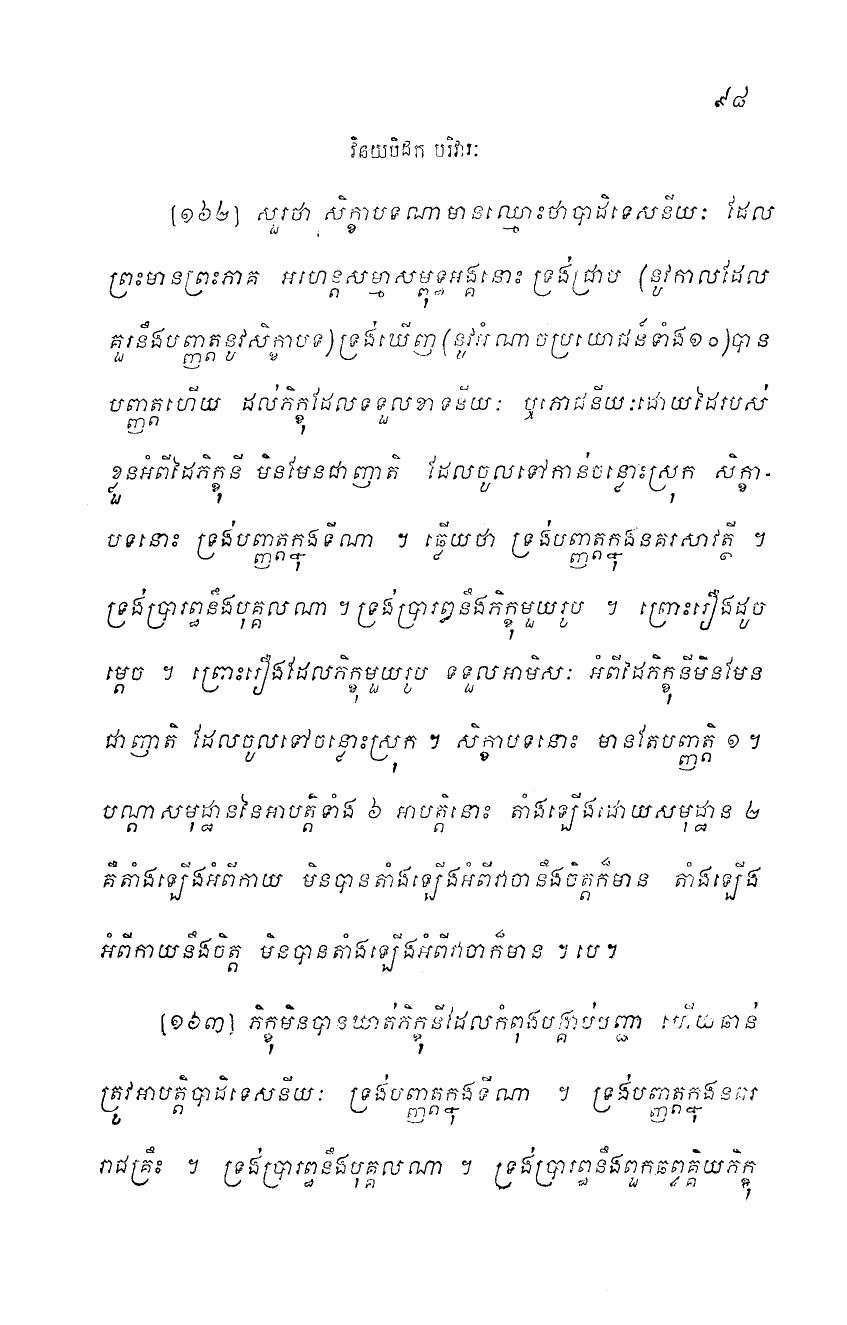 ៩៨
វិនយបិដក បរិវារៈ
[១៦២] សួរថា សិក្ខាបទណាមានឈ្មោះថាបាដិទេសនីយៈ ដែល
ព្រះមានព្រះភាគ អរហន្តសម្មាសម្ពុទ្ធអង្គនោះ ទ្រង់ជ្រាប (នូវកាលដែល
គួរនឹងបញ្ញត្តនូវសិក្ខាបទ) ទ្រង់ឃើញ (នូវអំណាចប្រយោជន៍ទាំង១០) បាន
បញ្ញត្តហើយ ដល់ភិក្ខុដែលទទួលខាទនីយៈ ឬភោជនីយៈដោយដៃរបស់
ខ្លួនអំពីដៃភិក្ខុនី មិនមែនជាញាតិ ដែលចូលទៅកាន់ចន្លោះស្រុក សិក្ខា-
បទនោះ ទ្រង់បញ្ញត្តក្នុងទីណា ។ ឆ្លើយថា ទ្រង់បញ្ញត្តក្នុងនគរសាវត្ថី ។
ទ្រង់ប្រារព្ធនឹងបុគ្គលណា ។ ទ្រង់ប្រារព្ធនឹងភិក្ខុមួយរូប ។ ព្រោះរឿងដូច
ម្តេច ។ ព្រោះរឿងដែលភិក្ខុមួយរូប ទទួលអាមិសៈ អំពីដៃភិក្ខុនីមិនមែន
ជាញាតិ ដែលចូលទៅចន្លោះស្រុក ។ សិក្ខាបទនោះ មានតែបញ្ញត្តិ ១ ។
បណ្តាសមុដ្ឋាននៃអាបត្តិទាំង ៦ អាបត្តិនោះ តាំងឡើងដោយសមុដ្ឋាន ២
គឺតាំងឡើងអំពីកាយ មិនបានតាំងឡើងអំពីវាចានឹងចិត្តក៏មាន តាំងឡើង
អំពីកាយនឹងចិត្ត មិនបានតាំងឡើងអំពីវាចាក៏មាន ។ បេ ។
[១៦៣] ភិក្ខុមិនបានឃាត់ភិក្ខុនីដែលកំពុងបង្គាប់បញ្ជា ហើយឆាន់
ត្រូវអាបត្តិបាដិទេសនីយៈ ទ្រង់បញ្ញត្តក្នុងទីណា ។ ទ្រង់បញ្ញត្តក្នុងនគរ
រាជគ្រឹះ ។ ទ្រង់ប្រារព្ធនឹងបុគ្គលណា ។ ទ្រង់ប្រារព្ធនឹងពួកឆព្វគ្គិយភិក្ខុ